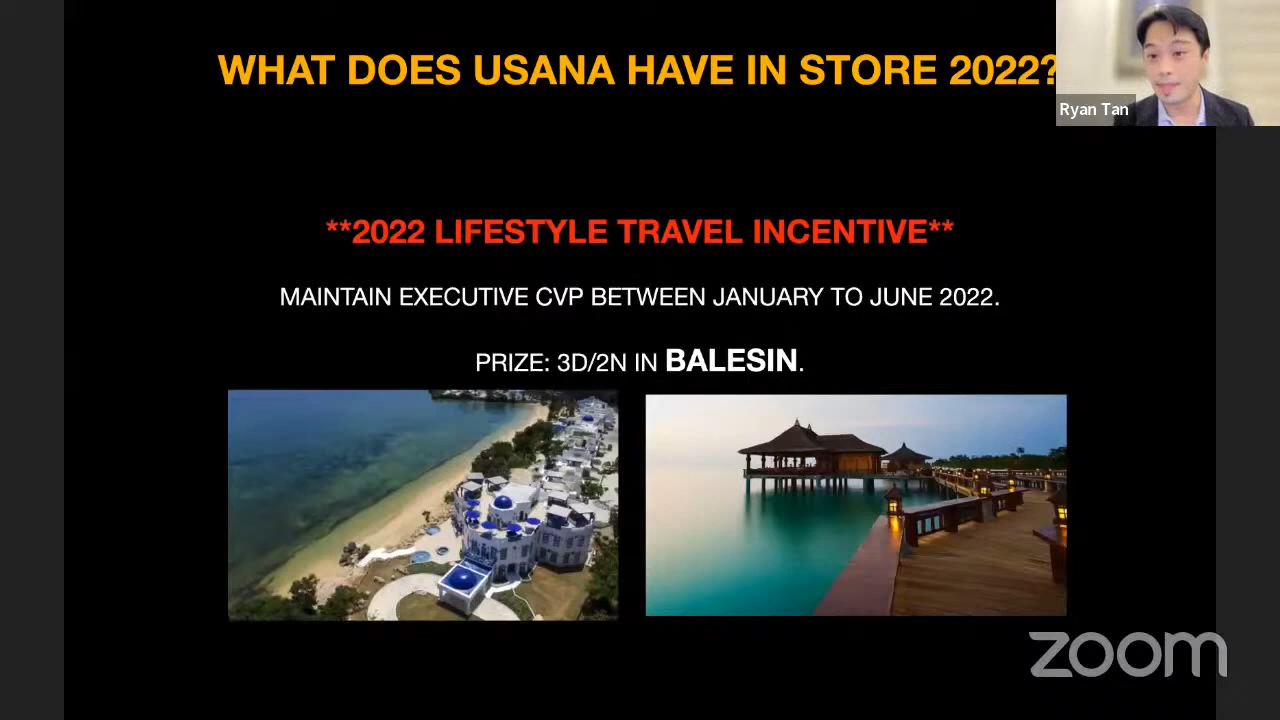 WHAT DOES USANA HAVE IN STORE 2022?
Ryan Tan
**2022 LIFESTYLE TRAVEL INCENTIVE**
MAINTAIN EXECUTIVE CVP BETWEEN JANUARY TO JUNE 2022.
PRIZE: 3D/2N IN BALESIN.
zoom